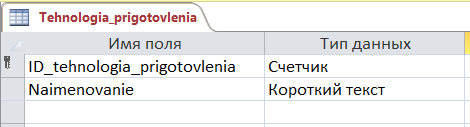 Tehnologia_prigotovlenia
Имя поля Тип данных
ID_tehnologia_prigotovlenia Счетчик
Naimenovanie Короткий текст